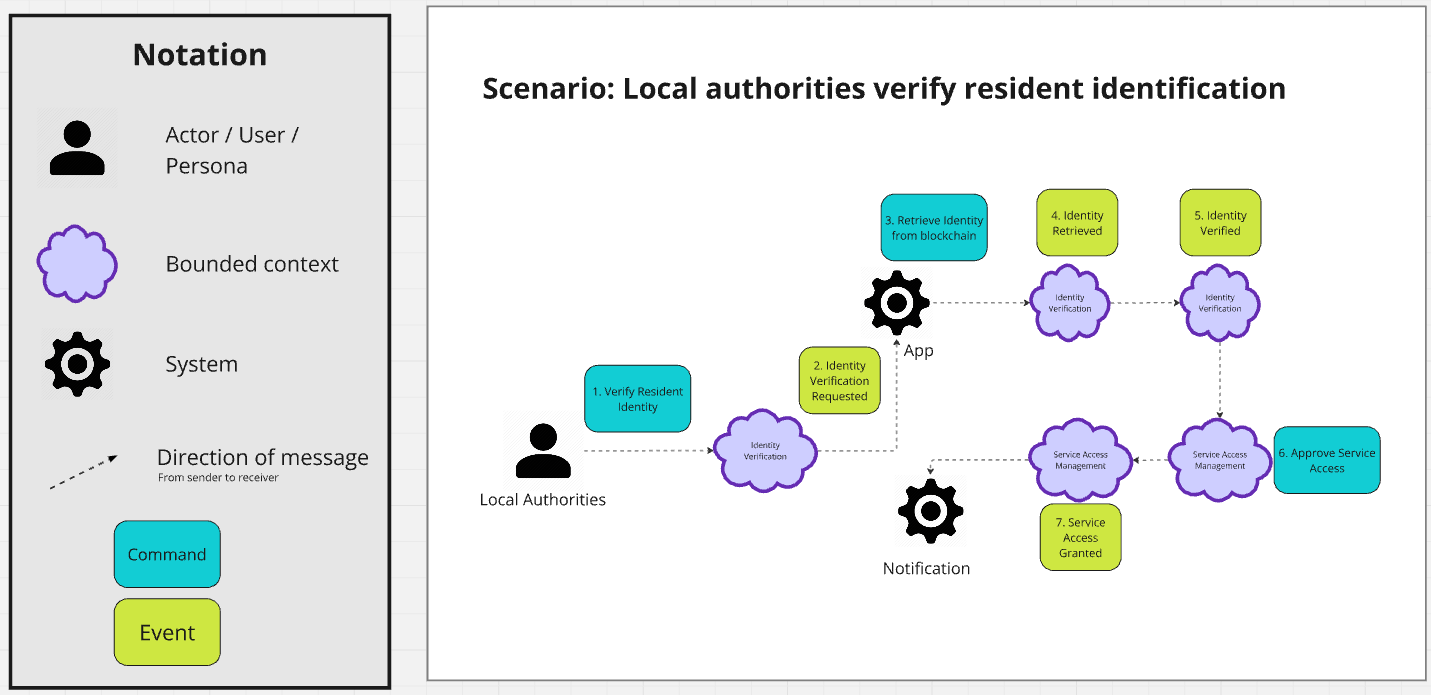 Notation
Actor / User /
Persona
Bounded context
System
Direction of message
From sender to receiver
Command
Event
Scenario: Local authorities verify resident identification
1. Verify Resident
Identity
Local Authorities
Identity
Verification
2. Identity
Verification
Requested
App
3. Retrieve Identity
from blockchain
4. Identity
Retrieved
Identity
Verification
5. Identity
Verified
Identity
Verification
Service Access
Management
6. Approve Service
Access
Service Access
Management
7. Service
Access
Granted
Notification